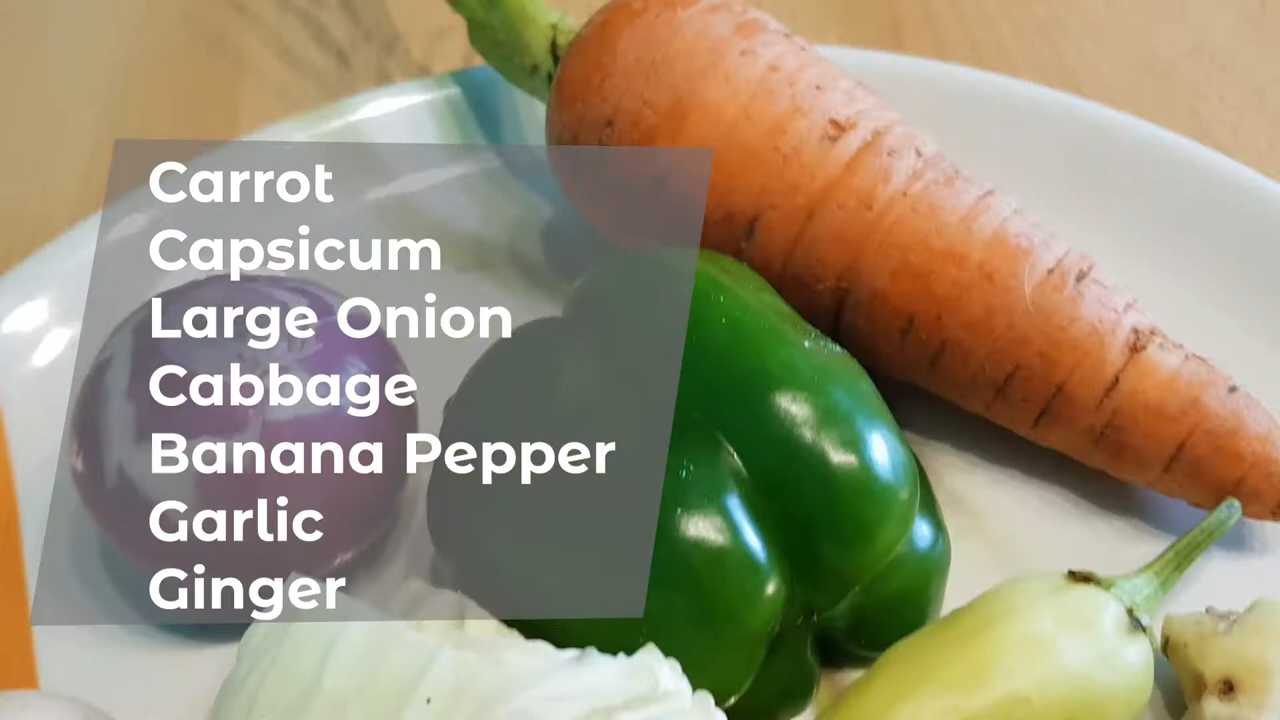 Carrot
Capsicum
Large Onion
Cabbage
Banana Pepper
Garlic
Ginger